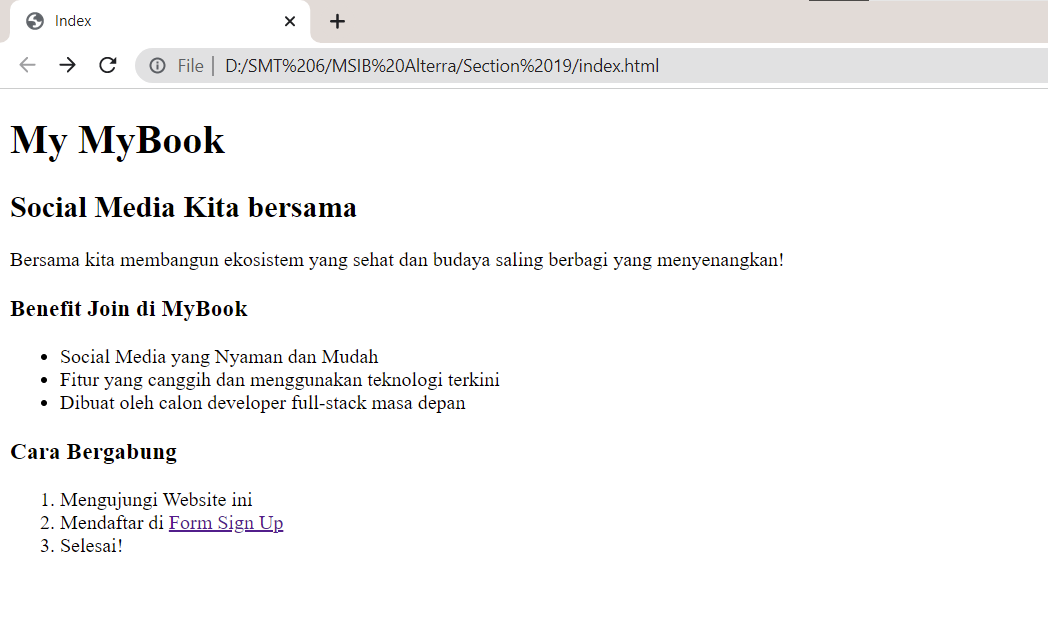 Index
File | D:/SMT%206/MSIB%20Alterra/Section%2019/index.html
My MyBook
Social Media Kita bersama
Bersama kita membangun ekosistem yang sehat dan budaya saling berbagi yang menyenangkan!
Benefit Join di MyBook
• Social Media yang Nyaman dan Mudah
• Fitur yang canggih dan menggunakan teknologi terkini
• Dibuat oleh calon developer full-stack masa depan
Cara Bergabung
1. Mengujungi Website ini
2. Mendaftar di Form Sign Up
3. Selesai!